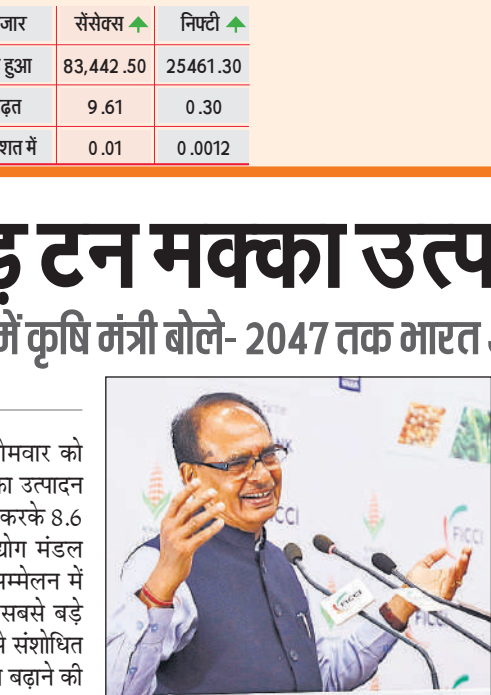 जार सेंसेक्स निफ्टी
हुआ 83,442.50 25461.30
ढ़त 9.61 0.30
शत में 0.01 0.0012
ड़ टन मक्का उत्प
में कृषि मंत्री बोले- 2047 तक भारत
ोमवार को
का उत्पादन
करके 8.6
द्योग मंडल
म्मेलन में
सबसे बड़े
से संशोधित
बढ़ाने की
FICCI
FICCI
FICCI